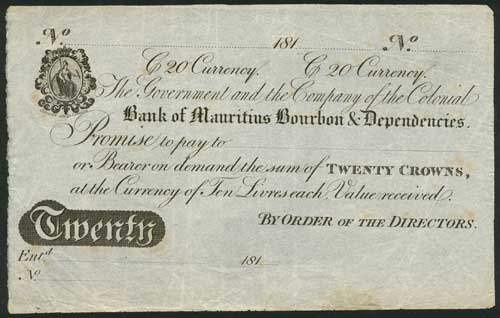 No 181 No
C 20 Currency. C 20 Currency.
The Government and the Company of the Colonial
Bank of Mauritius Bourbon & Dependencies.
Promise to pay to
or Bearer on demand the sum of TWENTY CROWNS,
at the Currency of Ten Livres each, Value received.
BY ORDER OF THE DIRECTORS.
Twenty
Entd 181
No